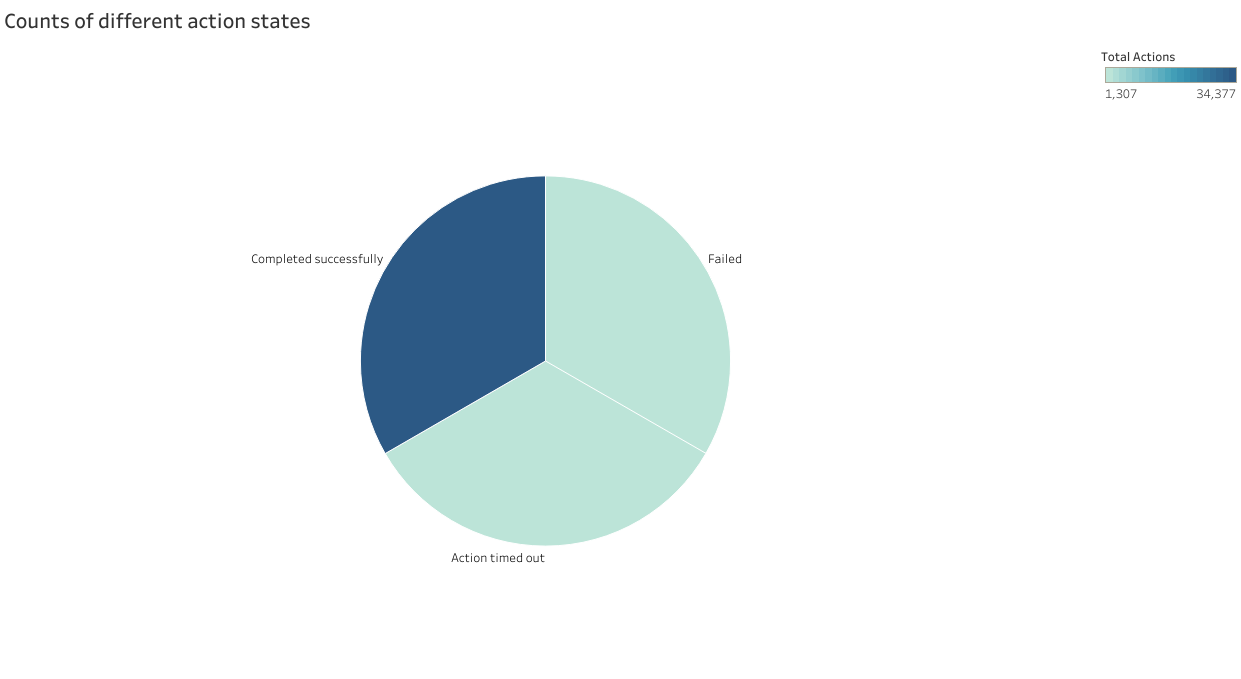 Counts of different action states
Total Actions
1,307 34,377
Completed successfully
Failed
Action timed out